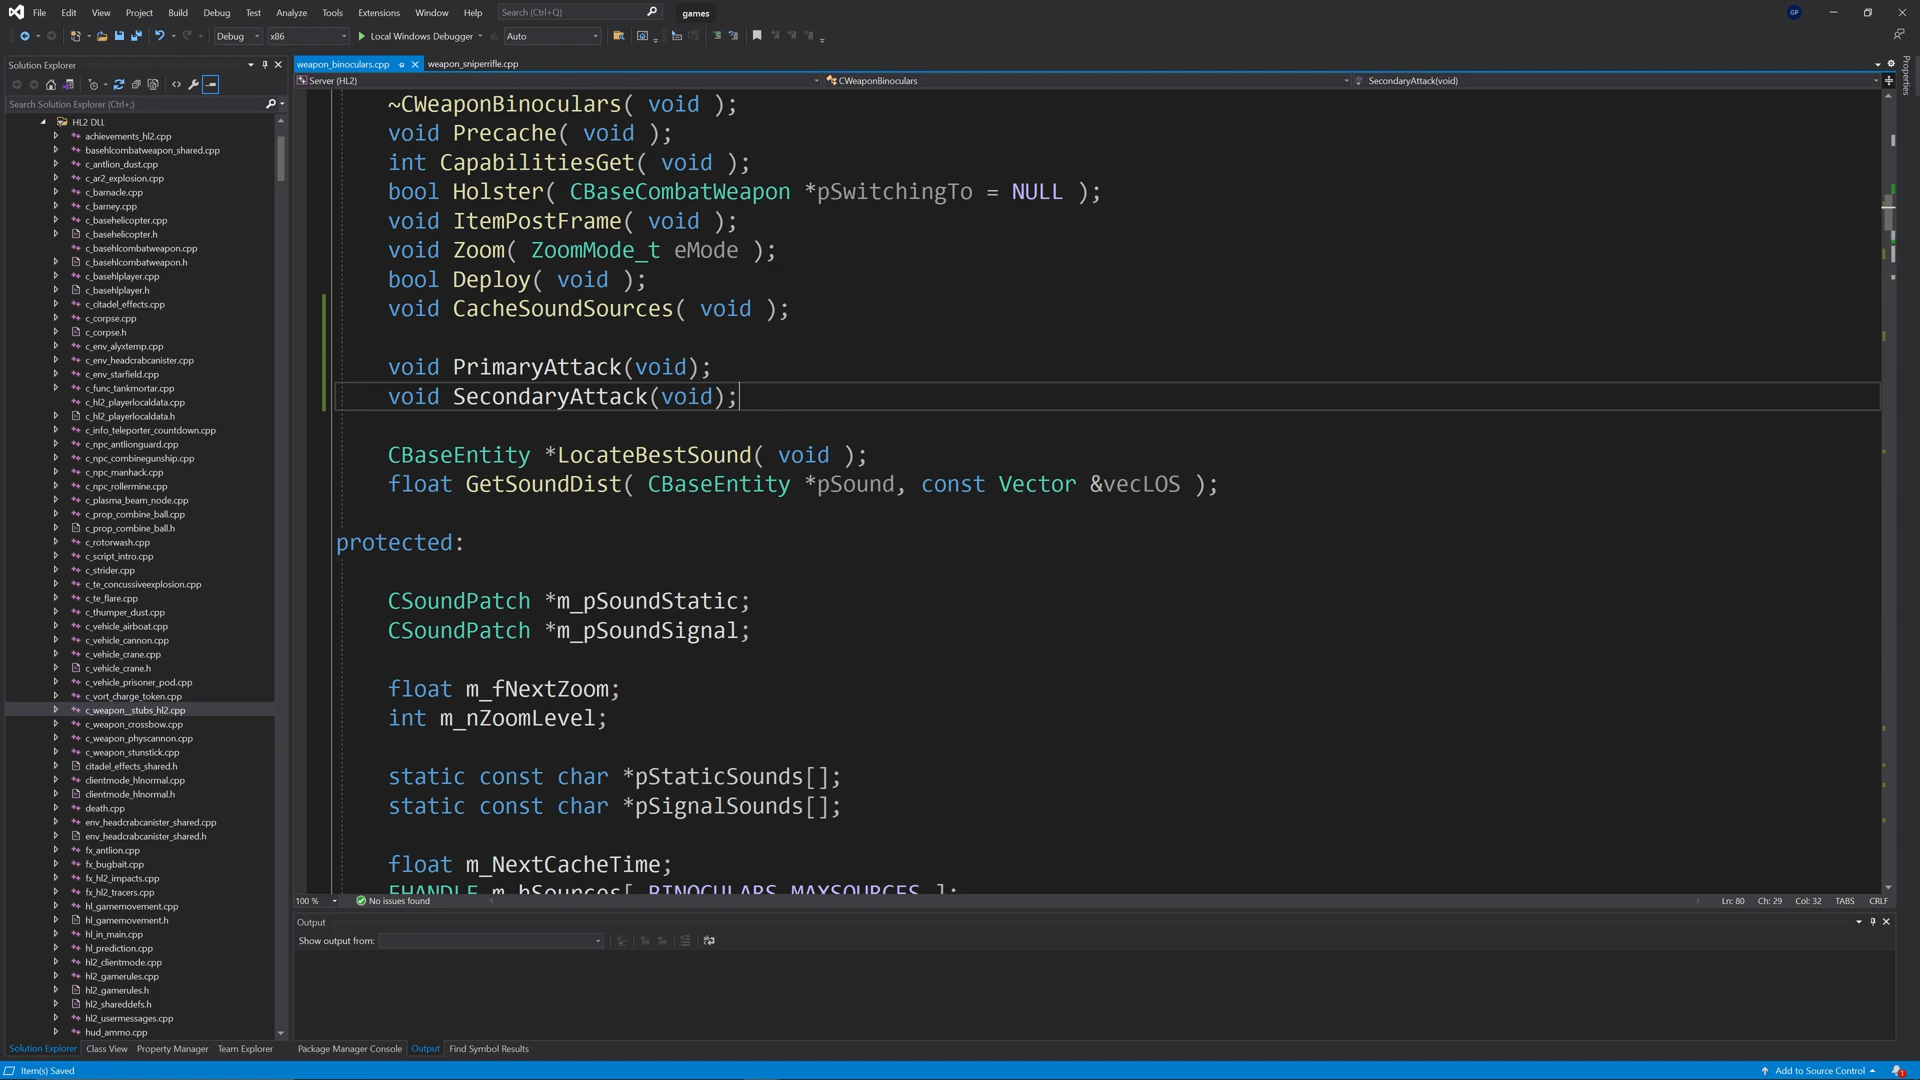 File Edit View Project Build Debug Test Analyze Tools Extensions Window Help Search (Ctrl+Q) games GP
Debug x86 Local Windows Debugger Auto
Solution Explorer
Search Solution Explorer (Ctrl+;)
HL2 DLL
achievements_hl2.cpp
basehlcombatweapon_shared.cpp
c_antlion_dust.cpp
c_ar2_explosion.cpp
c_barnacle.cpp
c_barney.cpp
c_basehelicopter.cpp
c_basehelicopter.h
c_basehlcombatweapon.cpp
c_basehlcombatweapon.h
c_basehlplayer.cpp
c_basehlplayer.h
c_citadel_effects.cpp
c_corpse.cpp
c_corpse.h
c_env_alyxtemp.cpp
c_env_headcrabcanister.cpp
c_env_starfield.cpp
c_func_tankmortar.cpp
c_hl2_playerlocaldata.cpp
c_hl2_playerlocaldata.h
c_info_teleporter_countdown.cpp
c_npc_antlionguard.cpp
c_npc_combinegunship.cpp
c_npc_manhack.cpp
c_npc_rollermine.cpp
c_plasma_beam_node.cpp
c_prop_combine_ball.cpp
c_prop_combine_ball.h
c_rotorwash.cpp
c_script_intro.cpp
c_strider.cpp
c_te_concussiveexplosion.cpp
c_te_flare.cpp
c_thumper_dust.cpp
c_vehicle_airboat.cpp
c_vehicle_cannon.cpp
c_vehicle_crane.cpp
c_vehicle_crane.h
c_vehicle_prisoner_pod.cpp
c_vort_charge_token.cpp
c_weapon__stubs_hl2.cpp
c_weapon_crossbow.cpp
c_weapon_physcannon.cpp
c_weapon_stunstick.cpp
citadel_effects_shared.h
clientmode_hlnormal.cpp
clientmode_hlnormal.h
death.cpp
env_headcrabcanister_shared.cpp
env_headcrabcanister_shared.h
fx_antlion.cpp
fx_bugbait.cpp
fx_hl2_impacts.cpp
fx_hl2_tracers.cpp
hl_gamemovement.cpp
hl_gamemovement.h
hl_in_main.cpp
hl_prediction.cpp
hl2_clientmode.cpp
hl2_gamerules.cpp
hl2_gamerules.h
hl2_shareddefs.h
hl2_usermessages.cpp
hud_ammo.cpp
Solution Explorer Class View Property Manager Team Explorer
weapon_binoculars.cpp weapon_sniperrifle.cpp
Server (HL2) CWeaponBinoculars SecondaryAttack(void)
~CWeaponBinoculars( void );
void Precache( void );
int CapabilitiesGet( void );
bool Holster( CBaseCombatWeapon *pSwitchingTo = NULL );
void ItemPostFrame( void );
void Zoom( ZoomMode_t eMode );
bool Deploy( void );
void CacheSoundSources( void );
void PrimaryAttack(void);
void SecondaryAttack(void);
CBaseEntity *LocateBestSound( void );
float GetSoundDist( CBaseEntity *pSound, const Vector &vecLOS );
protected:
CSoundPatch *m_pSoundStatic;
CSoundPatch *m_pSoundSignal;
float m_fNextZoom;
int m_nZoomLevel;
static const char *pStaticSounds[];
static const char *pSignalSounds[];
float m_NextCacheTime;
EHANDLE m_hSources[ BINOCULARS_MAXSOURCES ];
100 % No issues found Ln: 80 Ch: 29 Col: 32 TABS CRLF
Output
Show output from:
Package Manager Console Output Find Symbol Results
Properties
Item(s) Saved Add to Source Control 1